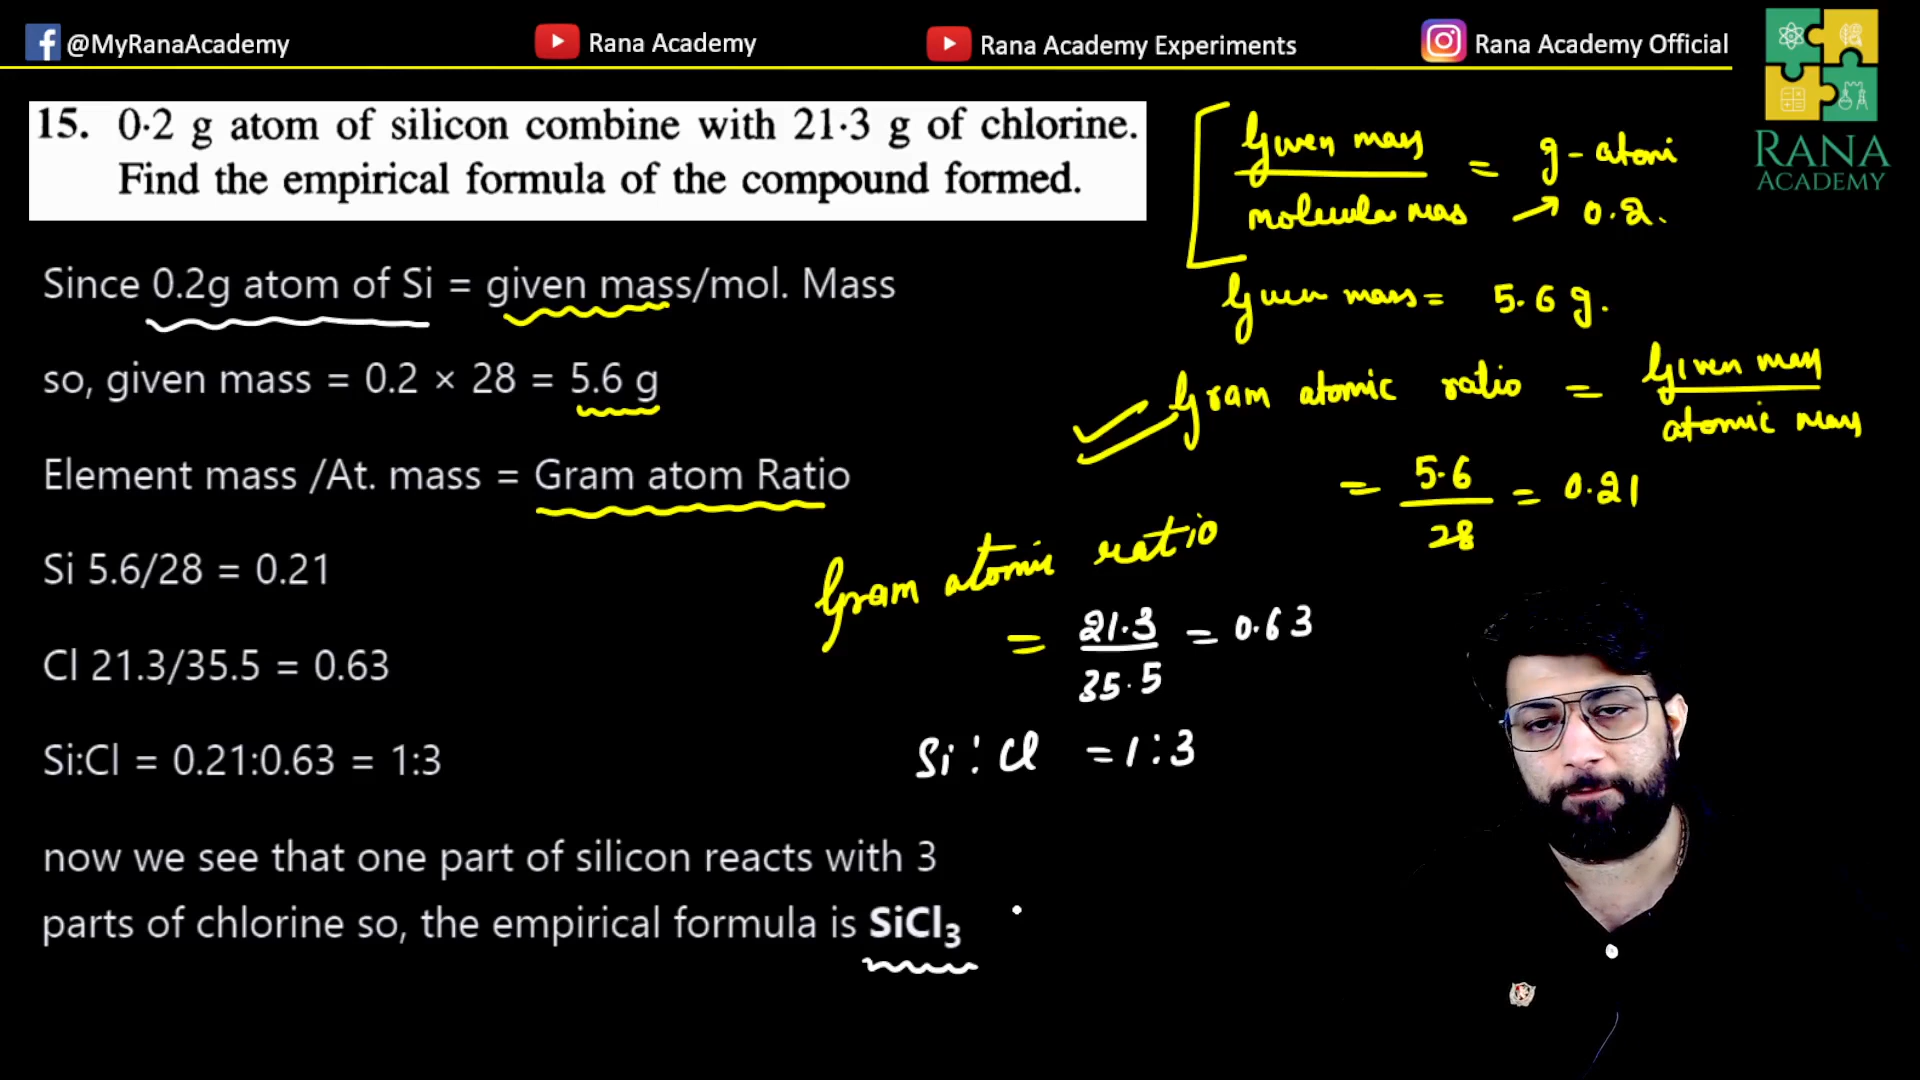 @MyRanaAcademy
Rana Academy
Rana Academy Experiments
Rana Academy Official
RANA
ACADEMY
15. 0·2 g atom of silicon combine with 21·3 g of chlorine.
Find the empirical formula of the compound formed.
Since 0.2g atom of Si = given mass/mol. Mass
so, given mass = 0.2 × 28 = 5.6 g
Element mass /At. mass = Gram atom Ratio
Si 5.6/28 = 0.21
Cl 21.3/35.5 = 0.63
Si:Cl = 0.21:0.63 = 1:3
now we see that one part of silicon reacts with 3
parts of chlorine so, the empirical formula is SiCl₃
Given mass
molecular mas
= g-atom
0.2.
Given mass = 5.6 g.
Gram atomic ratio = Given mass
atomic mass
= 5.6
28
= 0.21
Gram atomic ratio
= 21.3
35.5
= 0.63
Si : Cl = 1:3